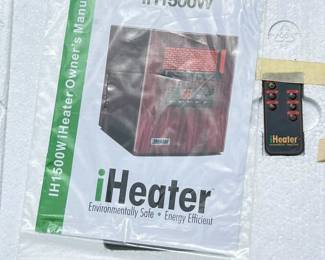 IH1500W
IH1500W iHeater Owner's Manual
iHeater
Environmentally Safe • Energy Efficient
iHeater